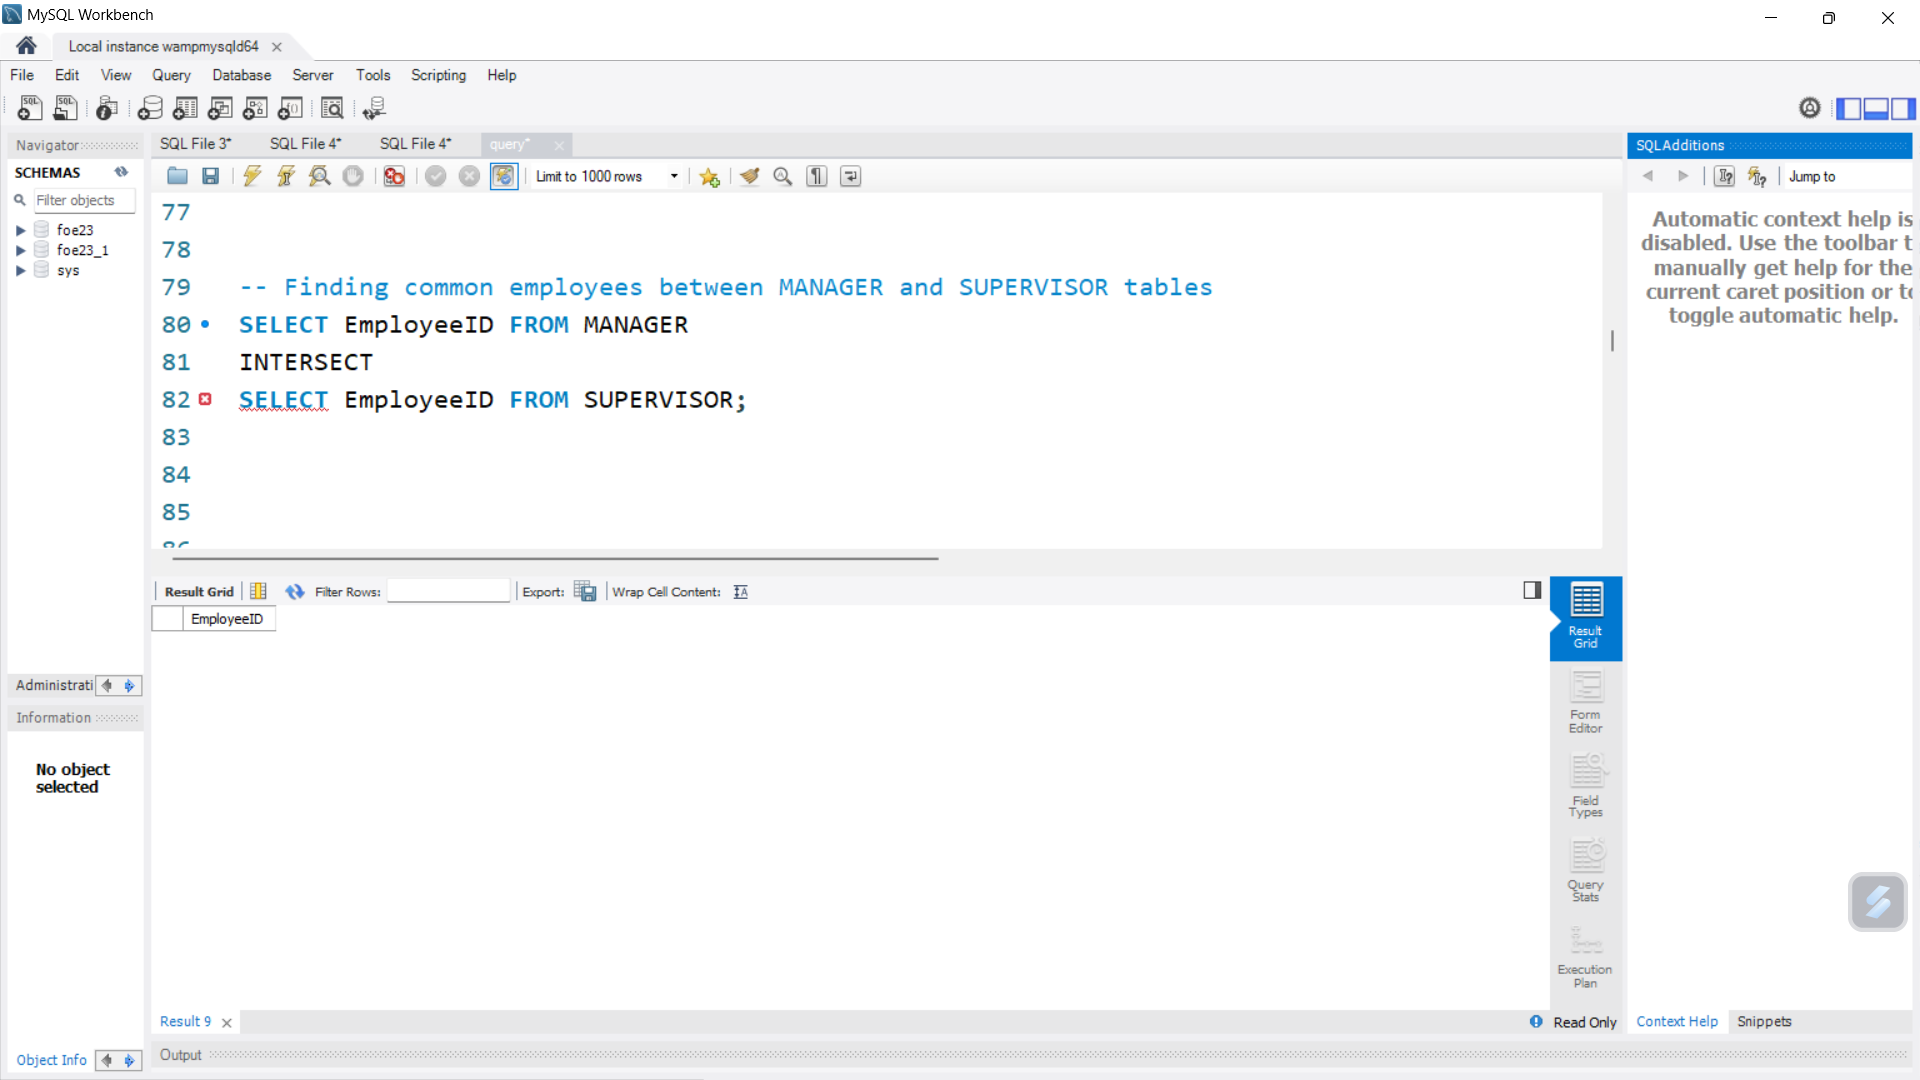 MySQL Workbench
Local instance wampmysqld64
File Edit View Query Database Server Tools Scripting Help
Navigator
SQL File 3* SQL File 4* SQL File 4* query*
SQLAdditions
SCHEMAS
Limit to 1000 rows
Jump to
Filter objects
foe23
foe23_1
sys
77
78
79 -- Finding common employees between MANAGER and SUPERVISOR tables
80 SELECT EmployeeID FROM MANAGER
81 INTERSECT
82 SELECT EmployeeID FROM SUPERVISOR;
83
84
85
86
Automatic context help is
disabled. Use the toolbar t
manually get help for the
current caret position or to
toggle automatic help.
Result Grid Filter Rows: Export: Wrap Cell Content:
EmployeeID
Result
Grid
Form
Editor
Field
Types
Query
Stats
Execution
Plan
Administrati
Information
No object
selected
Result 9
Read Only
Context Help Snippets
Object Info
Output